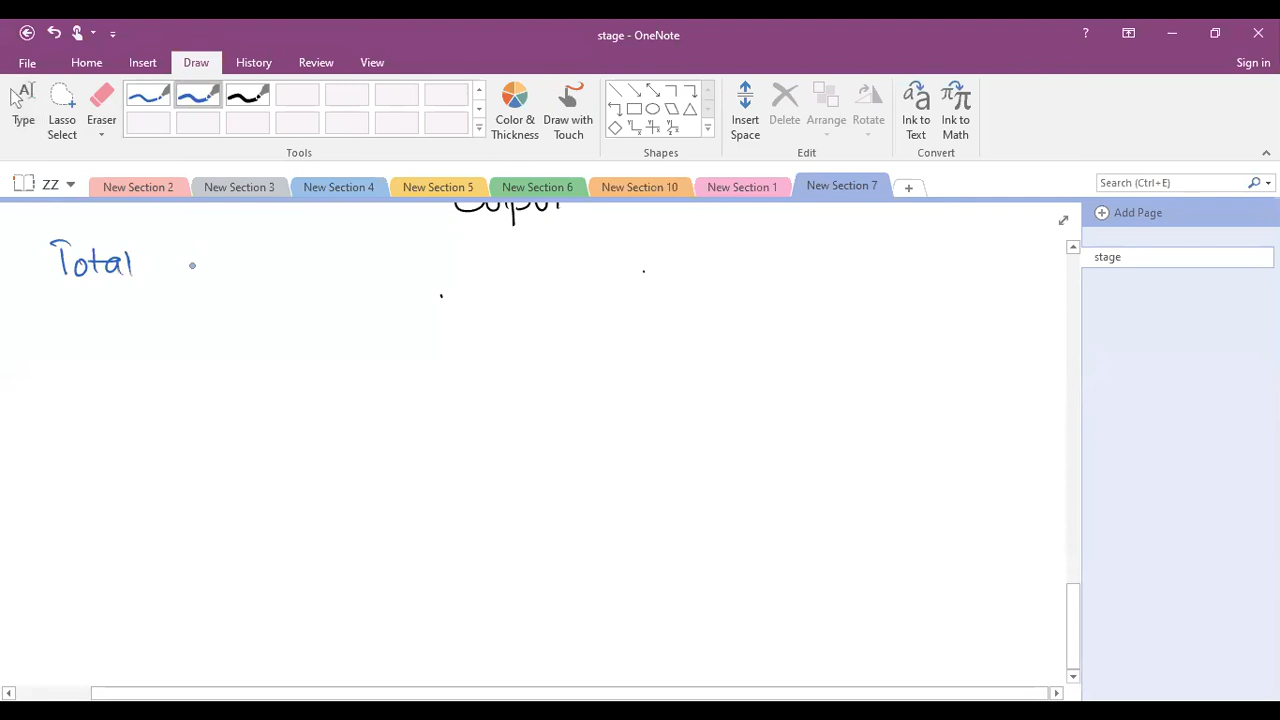 stage - OneNote
?
File Home Insert Draw History Review View Sign in
Type Lasso Select Eraser Color & Thickness Draw with Touch Insert Space Delete Arrange Rotate Ink to Text Ink to Math
Tools Shapes Edit Convert
ZZ New Section 2 New Section 3 New Section 4 New Section 5 New Section 6 New Section 10 New Section 1 New Section 7 Search (Ctrl+E)
Output
Add Page
Total
stage